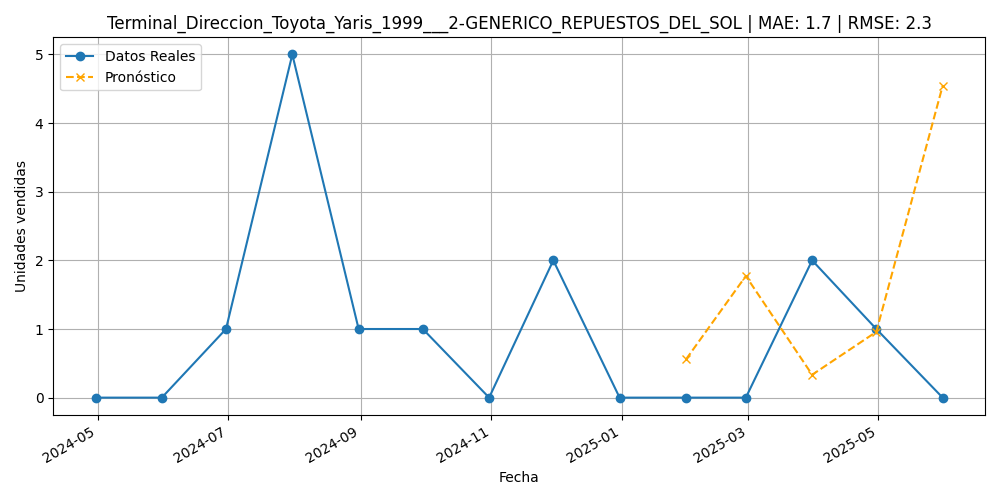 Terminal_Direccion_Toyota_Yaris_1999___2-GENERICO_REPUESTOS_DEL_SOL | MAE: 1.7 | RMSE: 2.3
Datos Reales
Pronóstico
5
4
3
2
1
0
Unidades vendidas
2024-05
2024-07
2024-09
2024-11
2025-01
2025-03
2025-05
Fecha